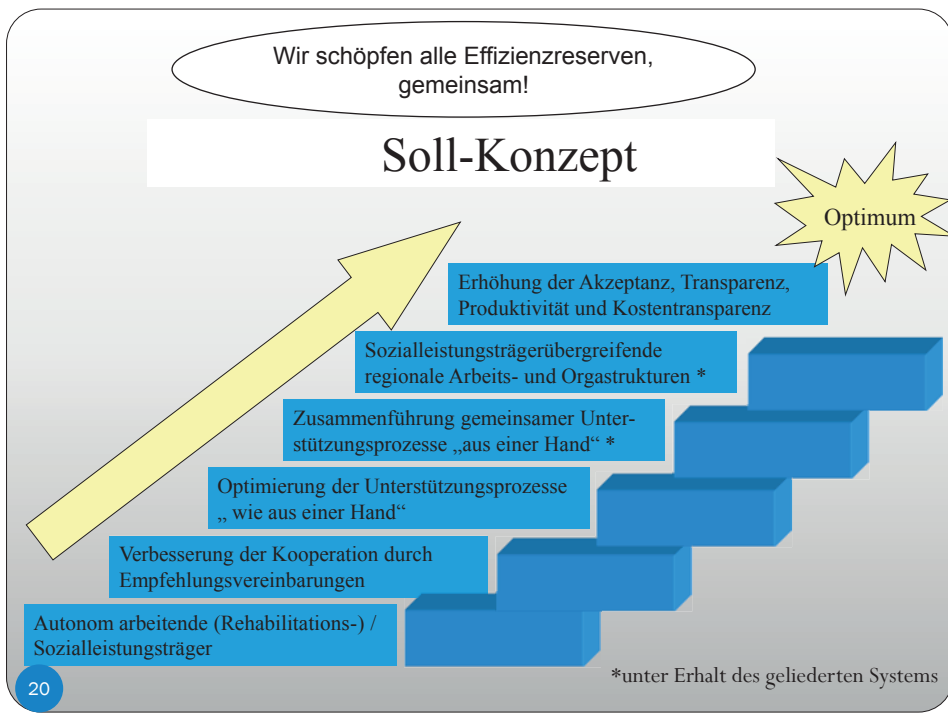 Wir schöpfen alle Effizienzreserven,
gemeinsam!
Soll-Konzept
Optimum
Erhöhung der Akzeptanz, Transparenz,
Produktivität und Kostentransparenz
Sozialleistungsträgerübergreifende
regionale Arbeits- und Orgastrukturen *
Zusammenführung gemeinsamer Unter-
stützungsprozesse „aus einer Hand“ *
Optimierung der Unterstützungsprozesse
„ wie aus einer Hand“
Verbesserung der Kooperation durch
Empfehlungsvereinbarungen
Autonom arbeitende (Rehabilitations-) /
Sozialleistungsträger
*unter Erhalt des geliederten Systems
20